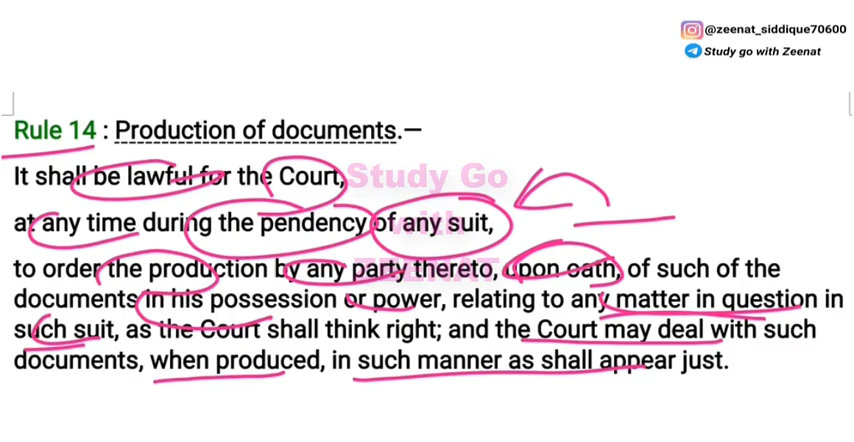 @zeenat_siddique70600
Study go with Zeenat
Rule 14 : Production of documents.—
It shall be lawful for the Court,
Study Go
at any time during the pendency of any suit,
with
to order the production by any party thereto, upon oath, of such of the
ZEENAT
documents in his possession or power, relating to any matter in question in
such suit, as the Court shall think right; and the Court may deal with such
documents, when produced, in such manner as shall appear just.